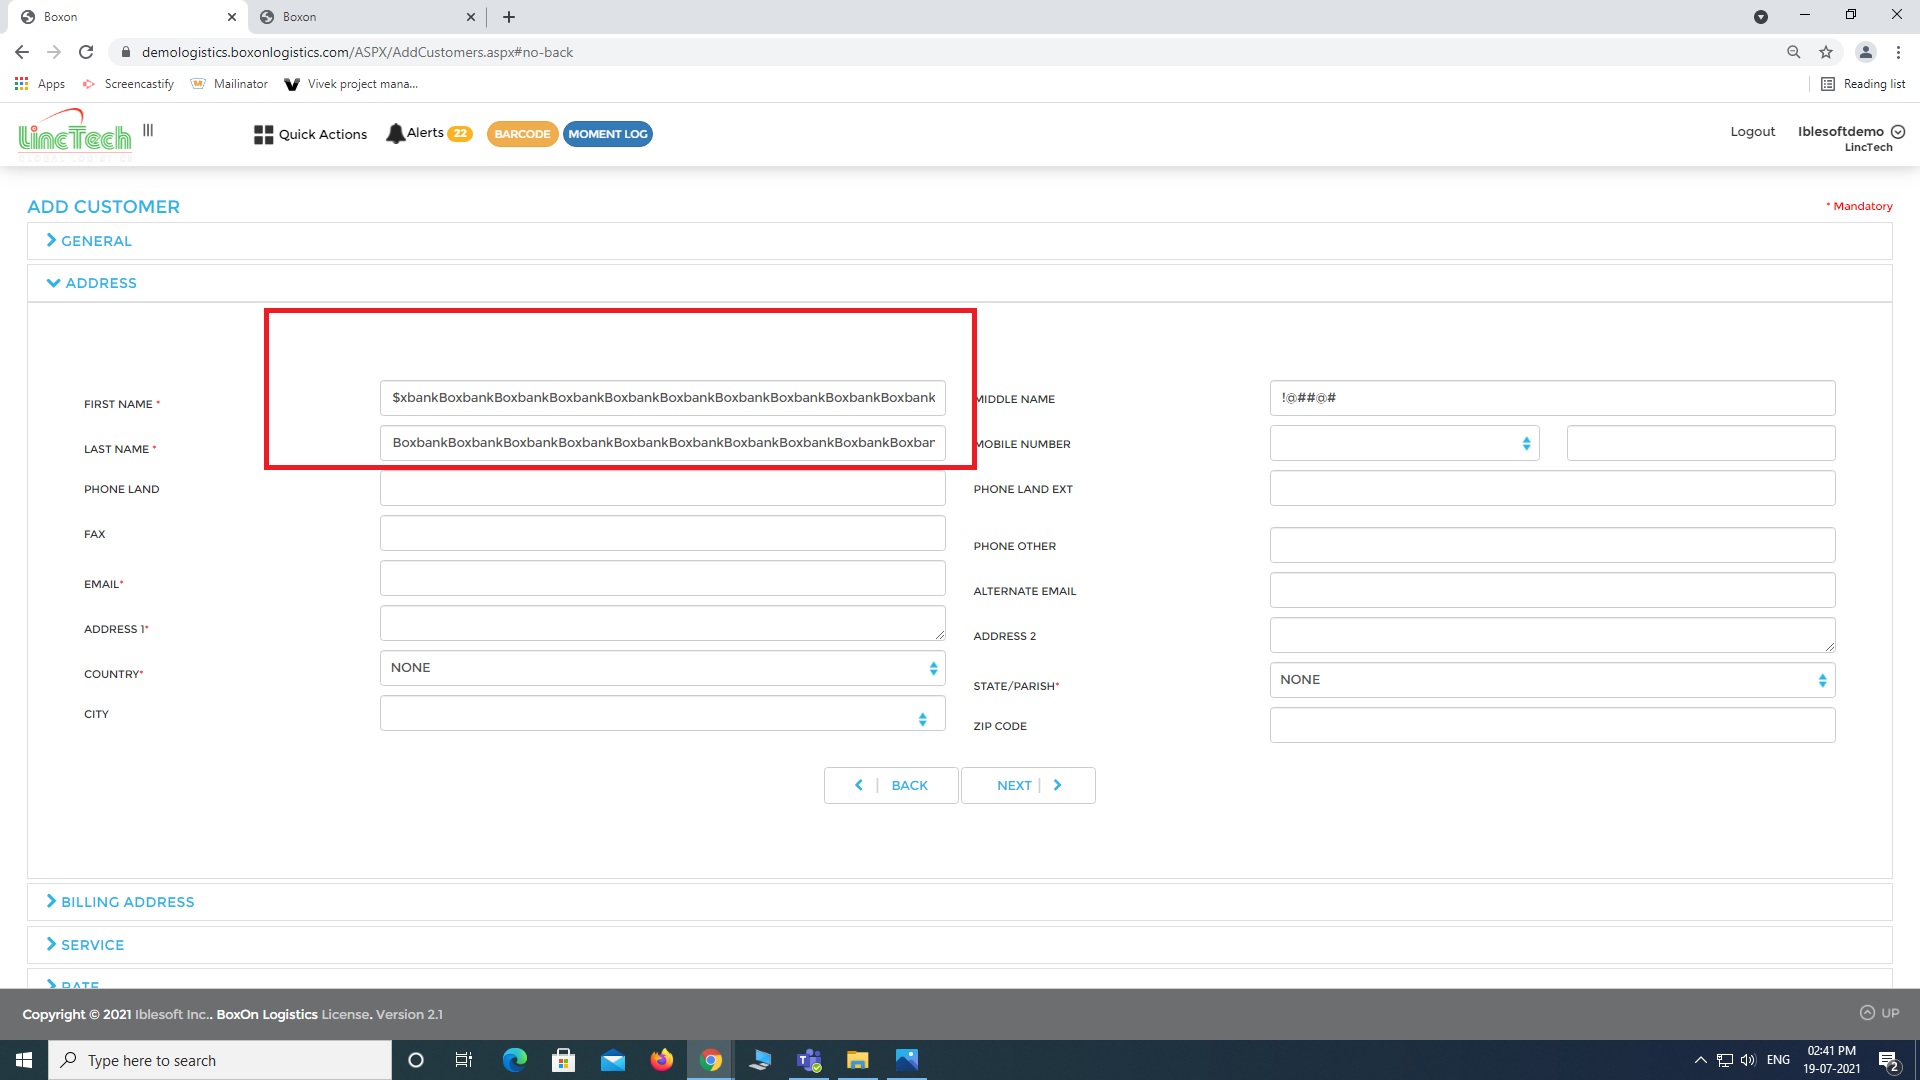 Boxon
Boxon
demologistics.boxonlogistics.com/ASPX/AddCustomers.aspx#no-back
Apps Screencastify Mailinator Vivek project mana... Reading list
LincTech Quick Actions Alerts 22 BARCODE MOMENT LOG Logout Iblesoftdemo
LincTech
ADD CUSTOMER * Mandatory
GENERAL
ADDRESS
FIRST NAME * $xbankBoxbankBoxbankBoxbankBoxbankBoxbankBoxbankBoxbankBoxbankBoxbank MIDDLE NAME !@##@#
LAST NAME * BoxbankBoxbankBoxbankBoxbankBoxbankBoxbankBoxbankBoxbankBoxbankBoxban MOBILE NUMBER
PHONE LAND PHONE LAND EXT
FAX PHONE OTHER
EMAIL* ALTERNATE EMAIL
ADDRESS 1* ADDRESS 2
COUNTRY* NONE STATE/PARISH* NONE
CITY ZIP CODE
BACK NEXT
BILLING ADDRESS
SERVICE
RATE
Copyright © 2021 Iblesoft Inc.. BoxOn Logistics License. Version 2.1 UP
Type here to search ENG 02:41 PM
19-07-2021 2